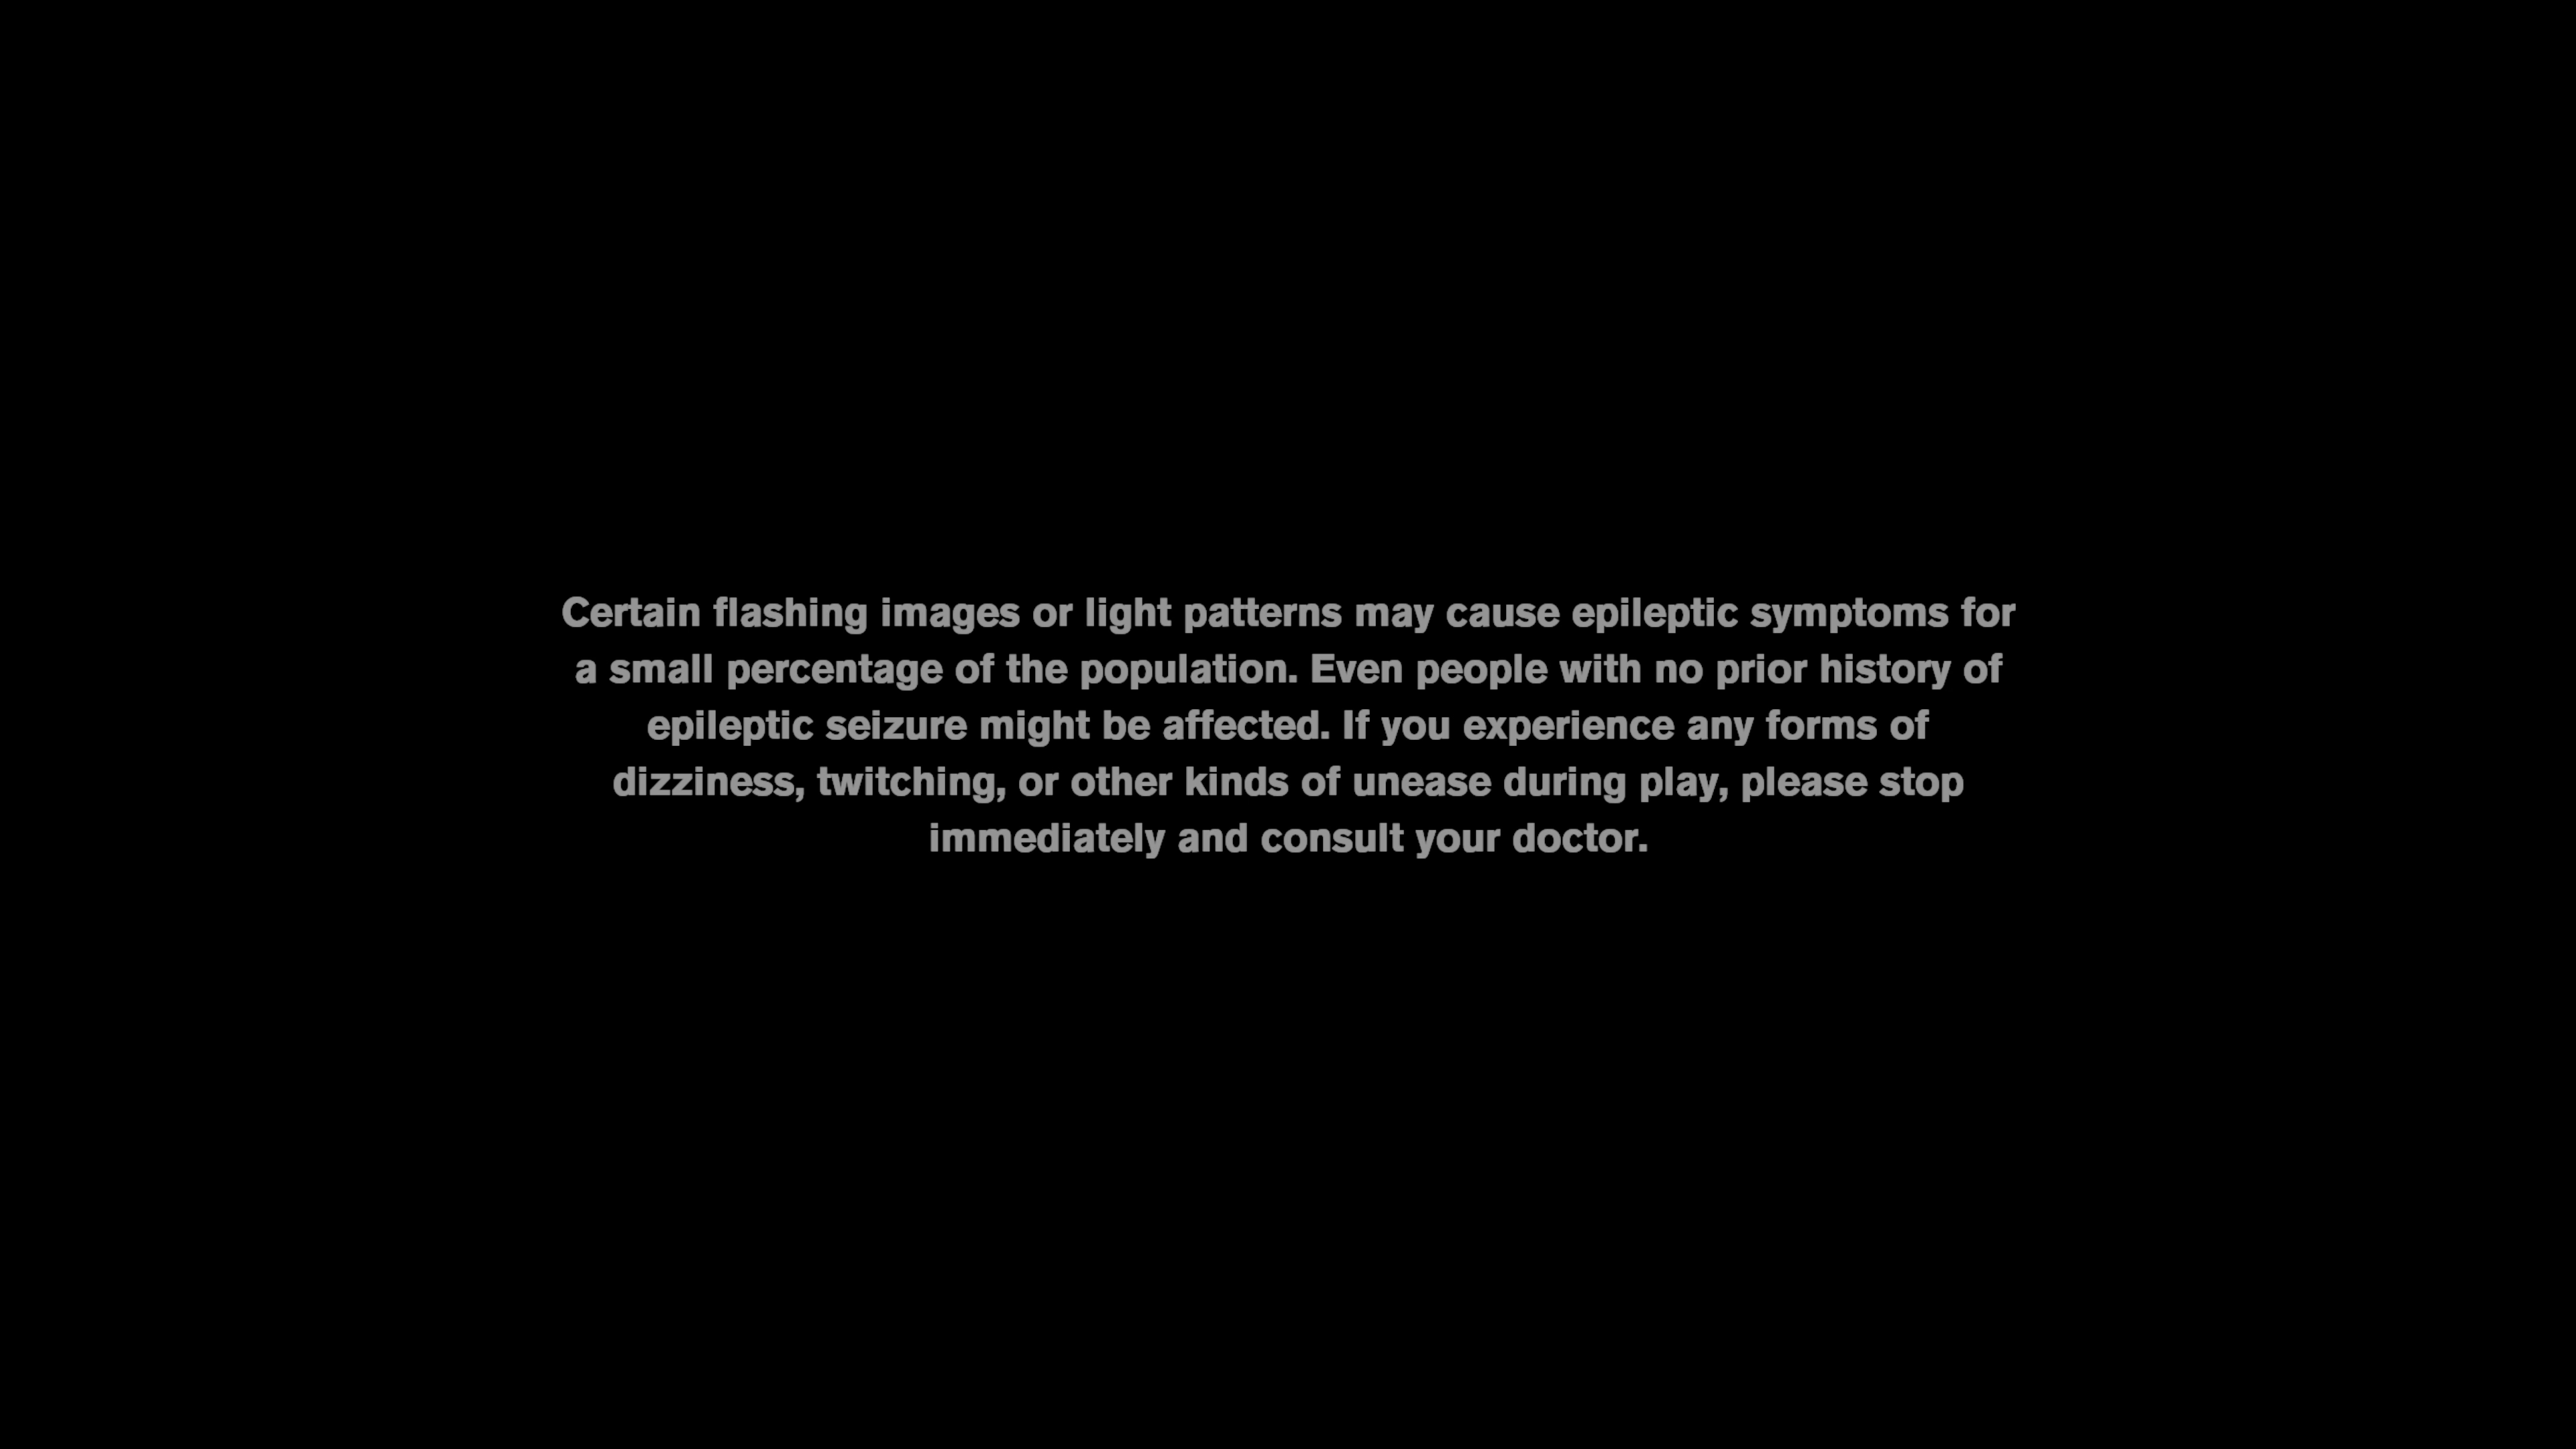 Certain flashing images or light patterns may cause epileptic symptoms for
a small percentage of the population. Even people with no prior history of
epileptic seizure might be affected. If you experience any forms of
dizziness, twitching, or other kinds of unease during play, please stop
immediately and consult your doctor.